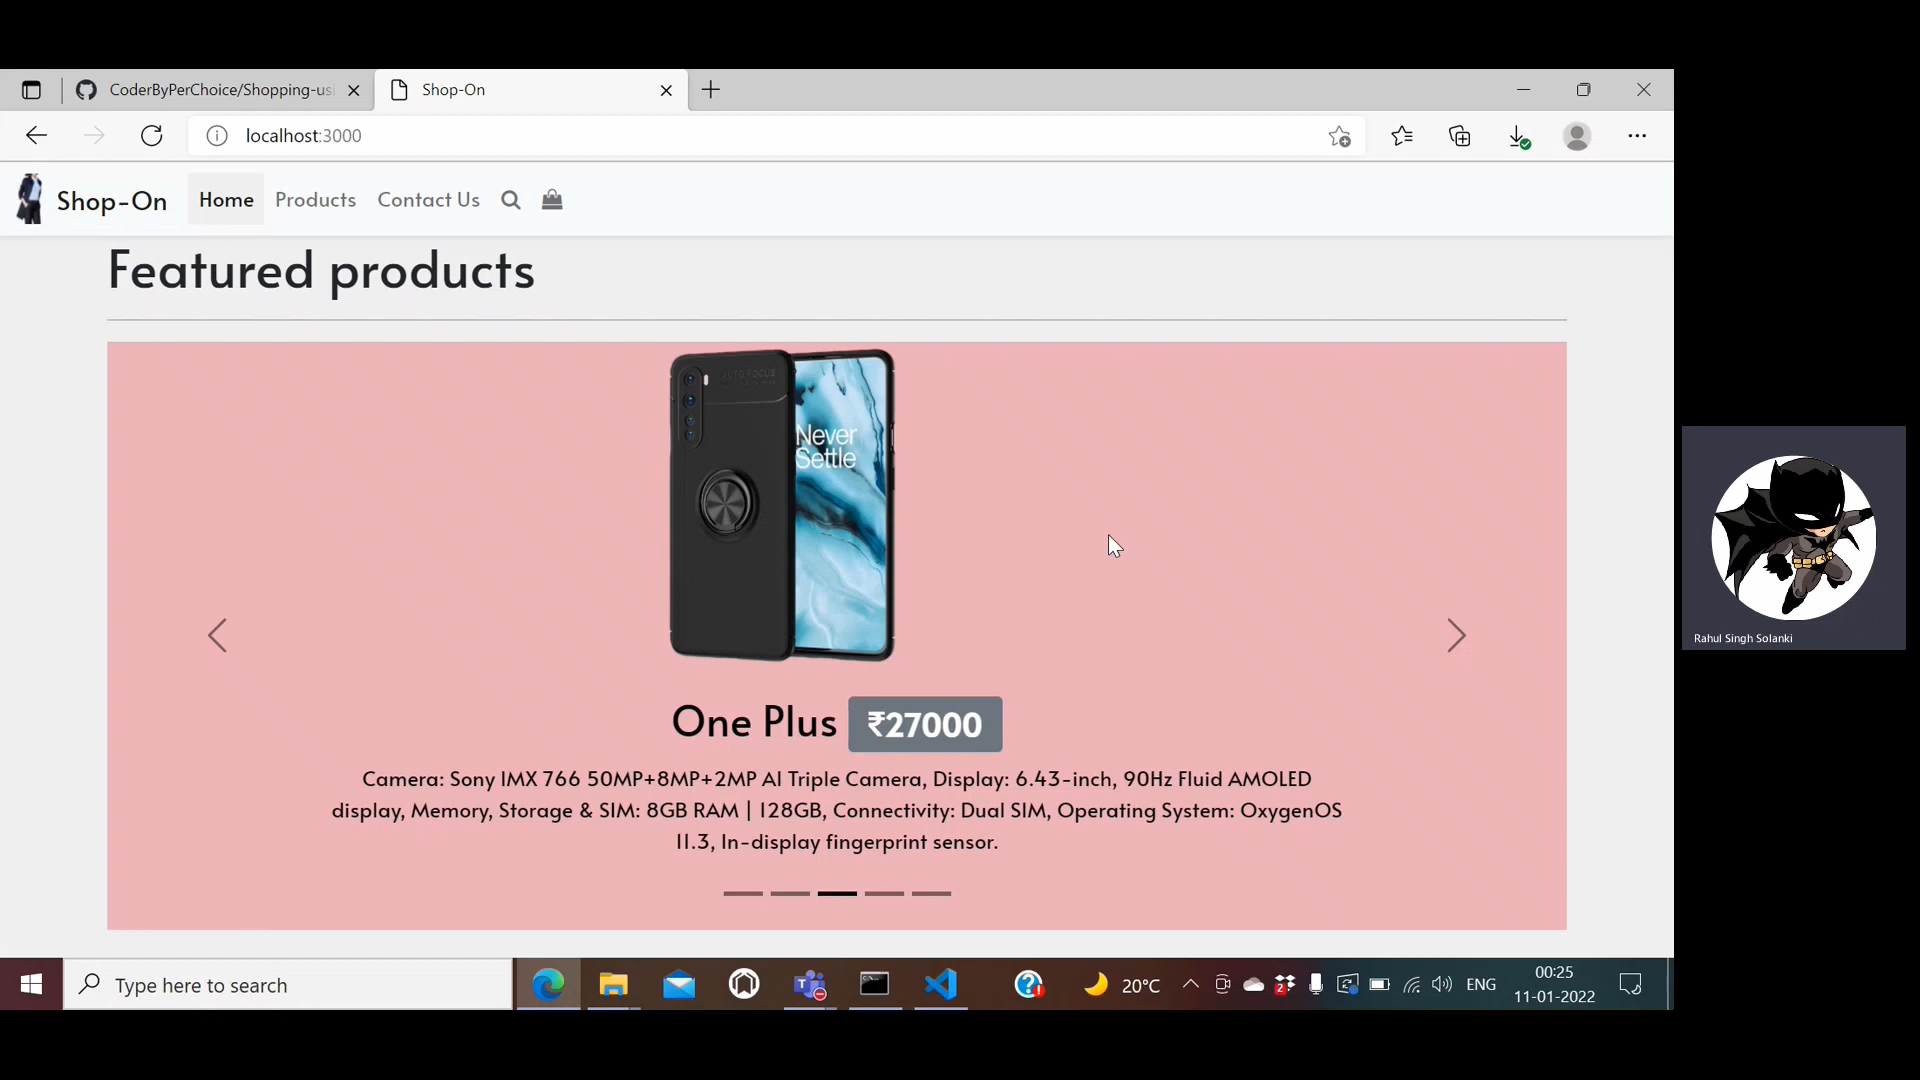 CoderByPerChoice/Shopping-usi
Shop-On
localhost:3000
Shop-On Home Products Contact Us
Featured products
AUTO FOCUS
Never
Settle
One Plus ₹27000
Camera: Sony IMX 766 50MP+8MP+2MP AI Triple Camera, Display: 6.43-inch, 90Hz Fluid AMOLED
display, Memory, Storage & SIM: 8GB RAM | 128GB, Connectivity: Dual SIM, Operating System: OxygenOS
11.3, In-display fingerprint sensor.
Rahul Singh Solanki
Type here to search
20°C
2
ENG
00:25
11-01-2022